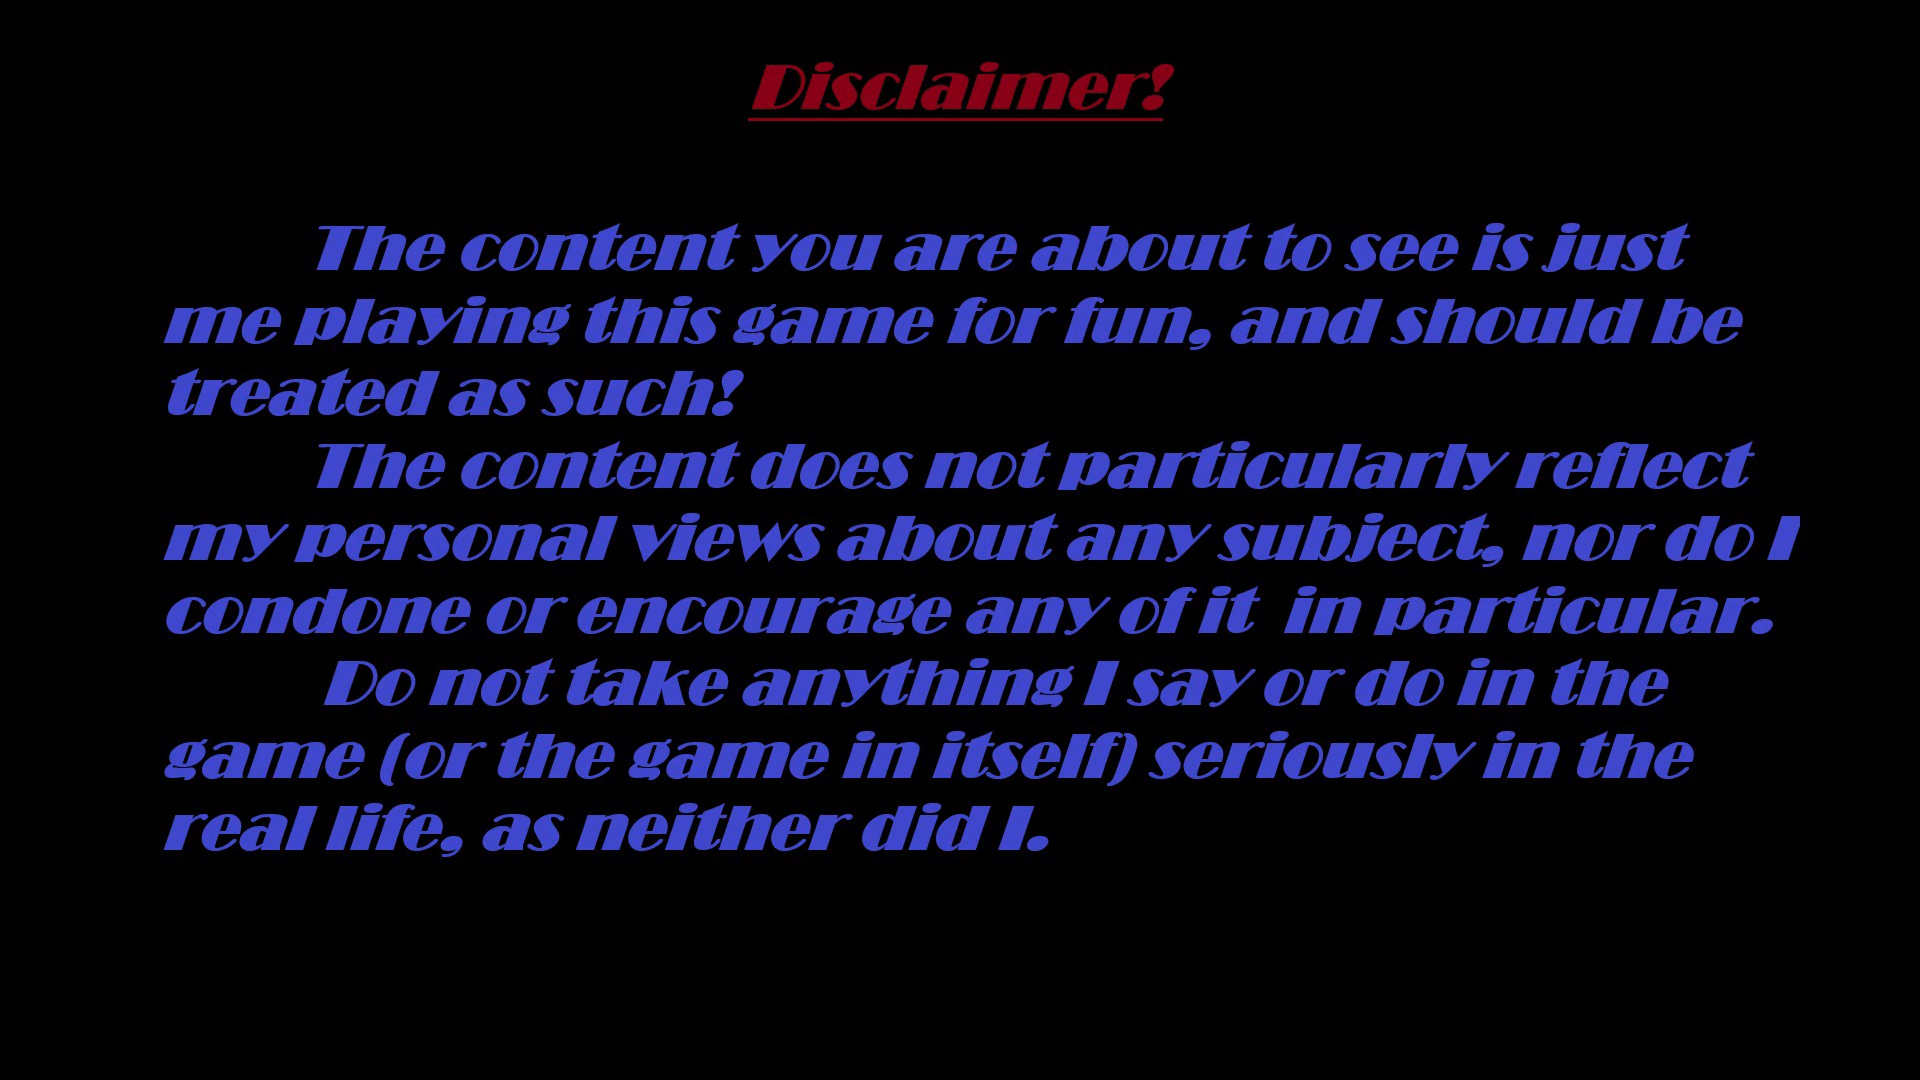 Disclaimer!
The content you are about to see is just
me playing this game for fun, and should be
treated as such!
The content does not particularly reflect
my personal views about any subject, nor do I
condone or encourage any of it  in particular.
Do not take anything I say or do in the
game (or the game in itself) seriously in the
real life, as neither did I.